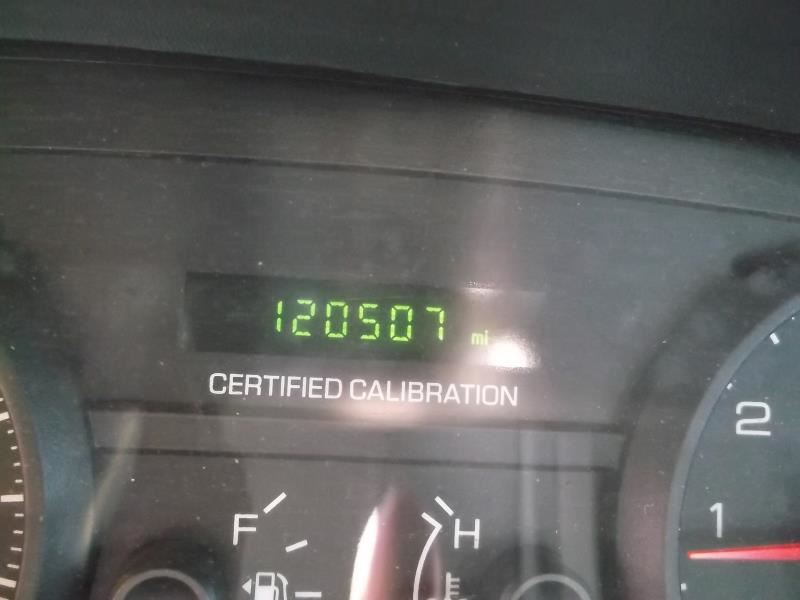 120507 mi
CERTIFIED CALIBRATION
2
F H
1